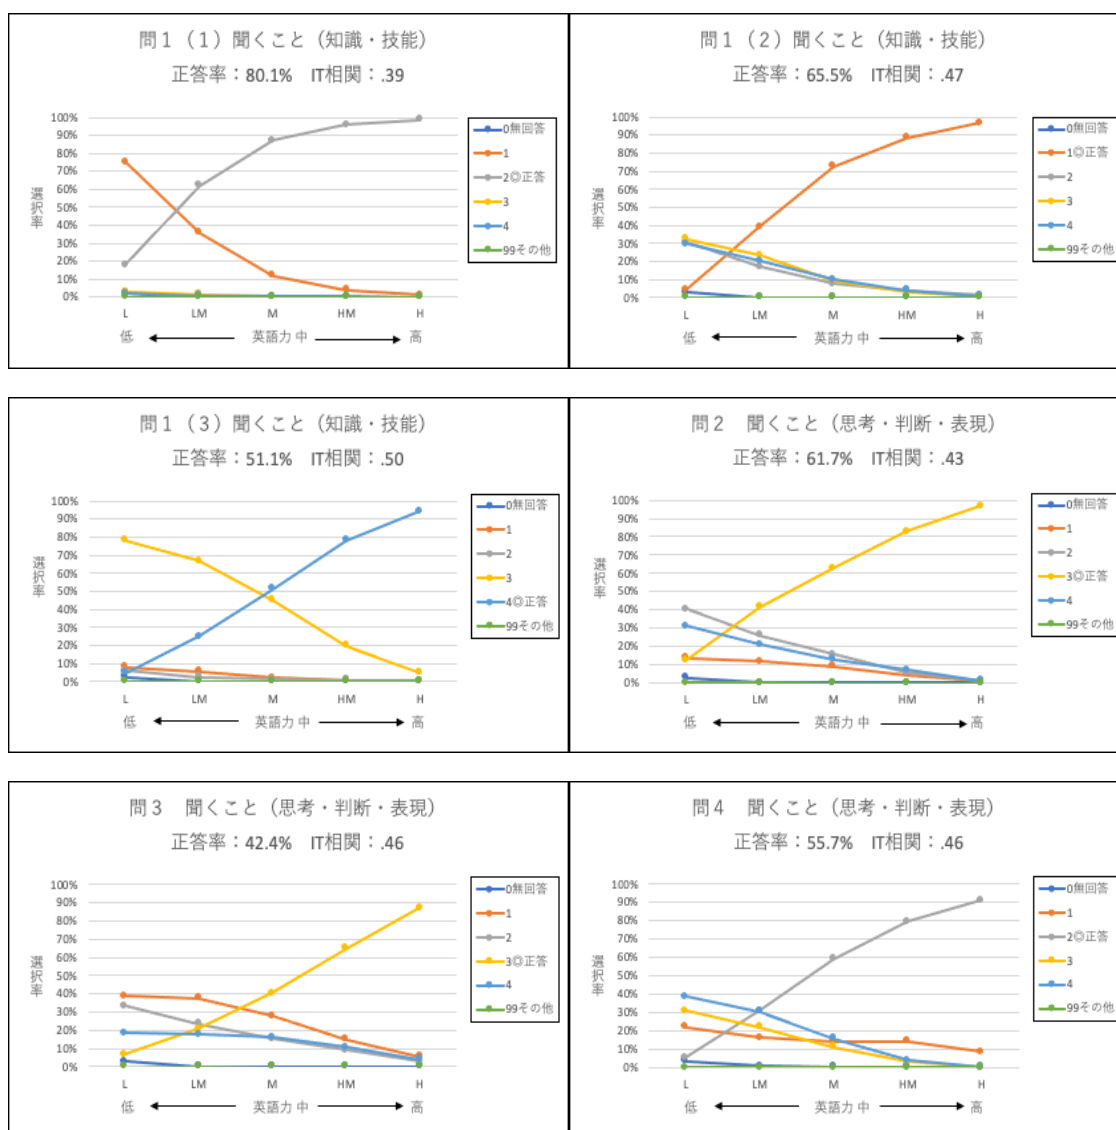 問1（1）聞くこと（知識・技能）
正答率：80.1% IT相関：.39
100%
90%
80%
70%
60%
50%
40%
30%
20%
10%
0%
選択率
L LM M HM H
低 英語力 中 高
0無回答
1
2◎正答
3
4
99その他
問1（2）聞くこと（知識・技能）
正答率：65.5% IT相関：.47
100%
90%
80%
70%
60%
50%
40%
30%
20%
10%
0%
選択率
L LM M HM H
低 英語力 中 高
0無回答
1◎正答
2
3
4
99その他
問1（3）聞くこと（知識・技能）
正答率：51.1% IT相関：.50
100%
90%
80%
70%
60%
50%
40%
30%
20%
10%
0%
選択率
L LM M HM H
低 英語力 中 高
0無回答
1
2
3
4◎正答
99その他
問2 聞くこと（思考・判断・表現）
正答率：61.7% IT相関：.43
100%
90%
80%
70%
60%
50%
40%
30%
20%
10%
0%
選択率
L LM M HM H
低 英語力 中 高
0無回答
1
2
3◎正答
4
99その他
問3 聞くこと（思考・判断・表現）
正答率：42.4% IT相関：.46
100%
90%
80%
70%
60%
50%
40%
30%
20%
10%
0%
選択率
L LM M HM H
低 英語力 中 高
0無回答
1
2
3◎正答
4
99その他
問4 聞くこと（思考・判断・表現）
正答率：55.7% IT相関：.46
100%
90%
80%
70%
60%
50%
40%
30%
20%
10%
0%
選択率
L LM M HM H
低 英語力 中 高
0無回答
1
2◎正答
3
4
99その他